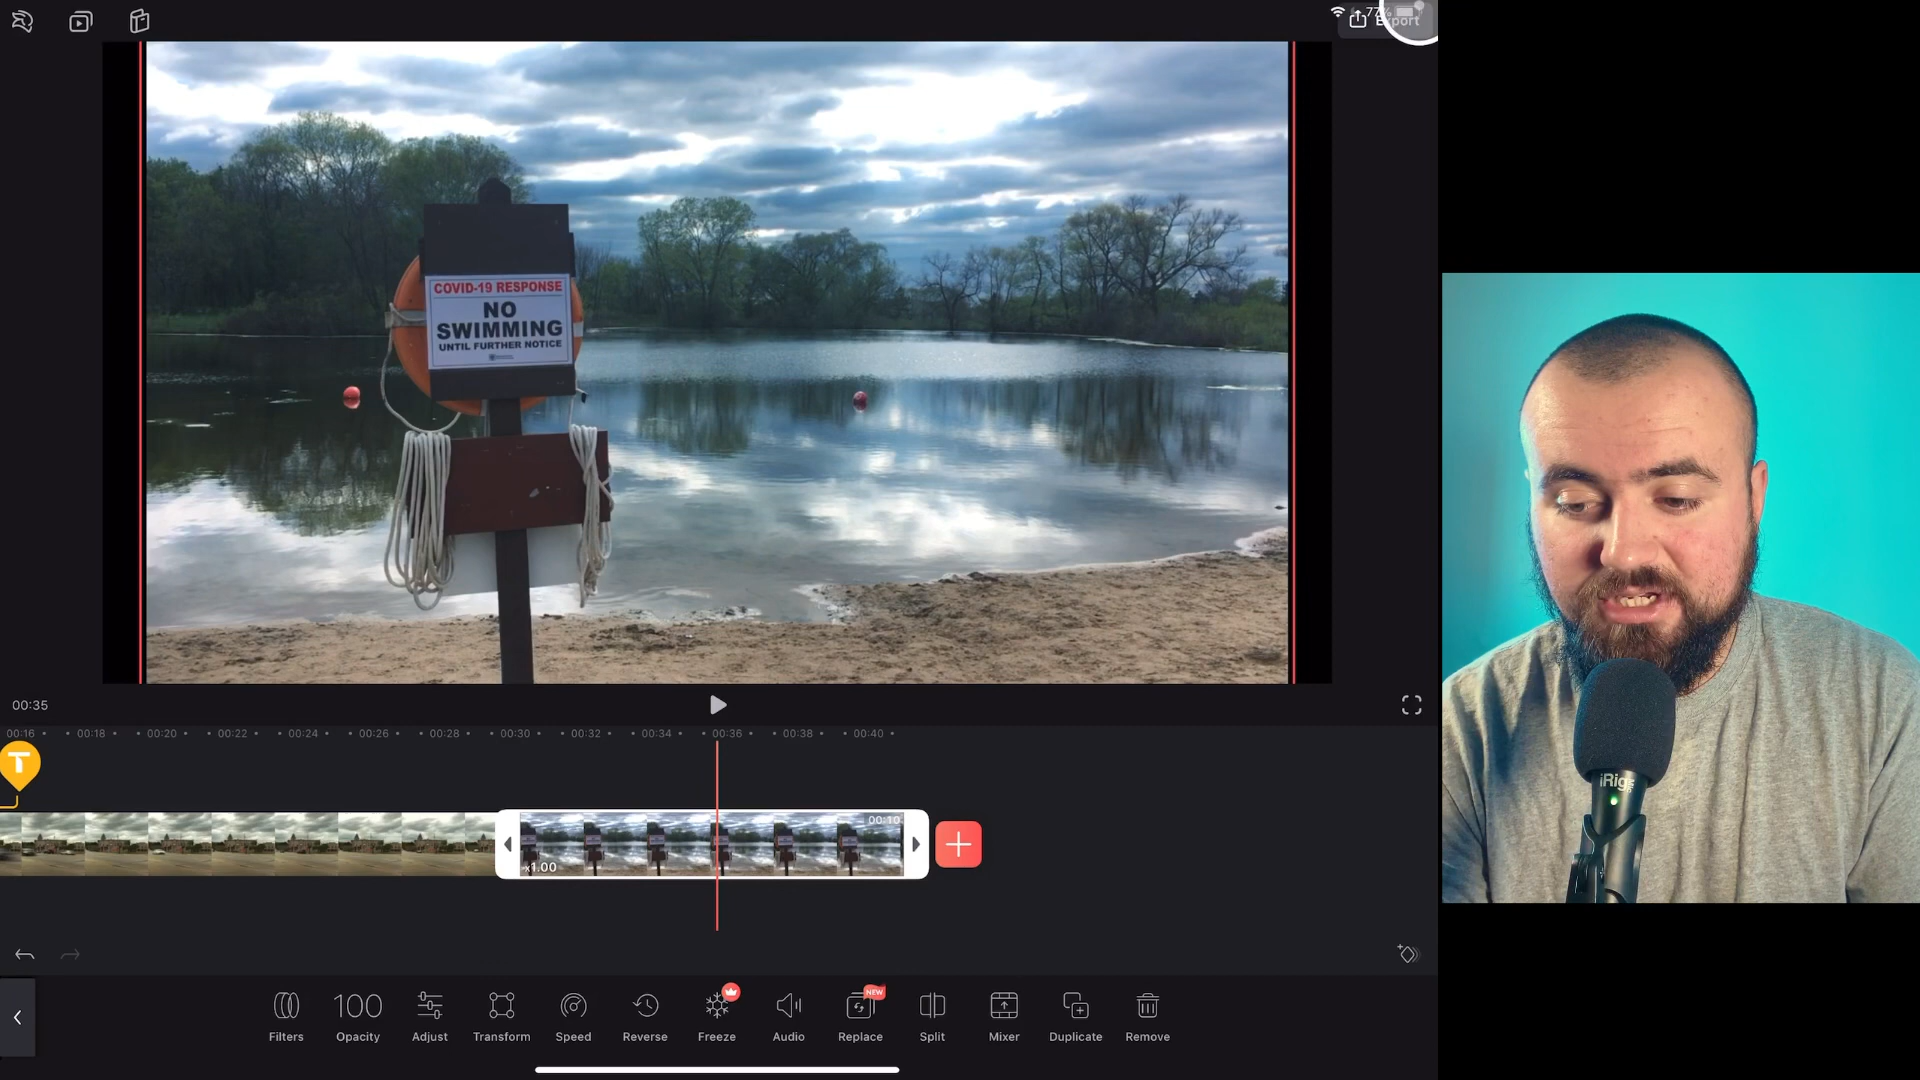 77%
Export
COVID-19 RESPONSE
NO
SWIMMING
UNTIL FURTHER NOTICE
00:35
00:16 00:18 00:20 00:22 00:24 00:26 00:28 00:30 00:32 00:34 00:36 00:38 00:40
T
00:10
x1.00
iRig
100
NEW
Filters Opacity Adjust Transform Speed Reverse Freeze Audio Replace Split Mixer Duplicate Remove